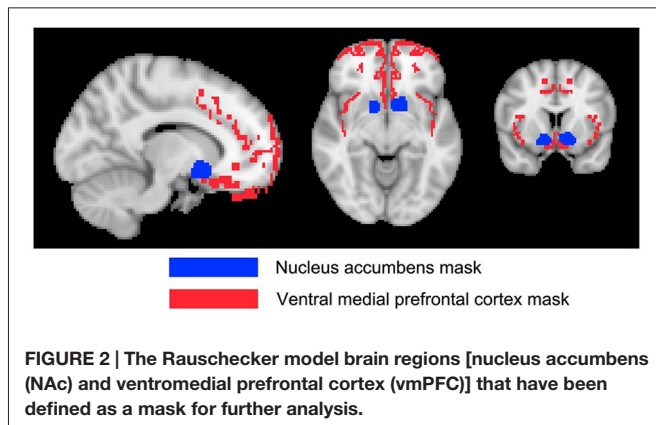 Nucleus accumbens mask
Ventral medial prefrontal cortex mask
FIGURE 2 | The Rauschecker model brain regions [nucleus accumbens
(NAc) and ventromedial prefrontal cortex (vmPFC)] that have been
defined as a mask for further analysis.